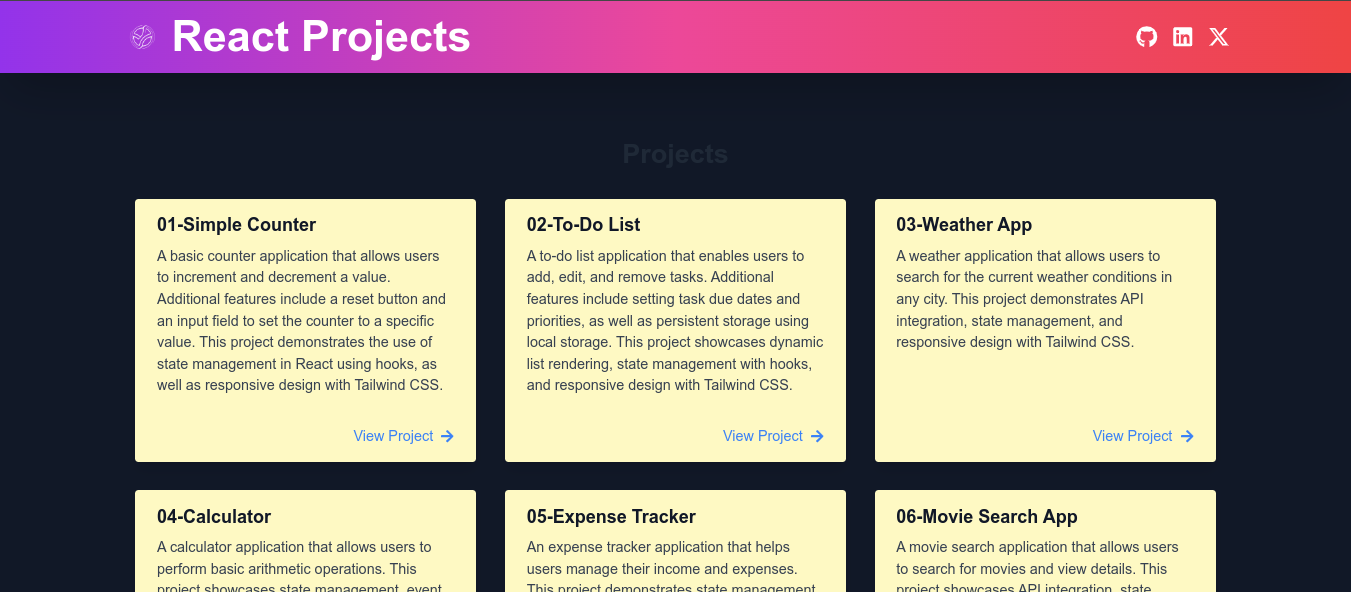 React Projects
Projects
01-Simple Counter
A basic counter application that allows users
to increment and decrement a value.
Additional features include a reset button and
an input field to set the counter to a specific
value. This project demonstrates the use of
state management in React using hooks, as
well as responsive design with Tailwind CSS.
View Project
02-To-Do List
A to-do list application that enables users to
add, edit, and remove tasks. Additional
features include setting task due dates and
priorities, as well as persistent storage using
local storage. This project showcases dynamic
list rendering, state management with hooks,
and responsive design with Tailwind CSS.
View Project
03-Weather App
A weather application that allows users to
search for the current weather conditions in
any city. This project demonstrates API
integration, state management, and
responsive design with Tailwind CSS.
View Project
04-Calculator
A calculator application that allows users to
perform basic arithmetic operations. This
project showcases state management, event
05-Expense Tracker
An expense tracker application that helps
users manage their income and expenses.
This project demonstrates state management,
06-Movie Search App
A movie search application that allows users
to search for movies and view details. This
project showcases API integration, state